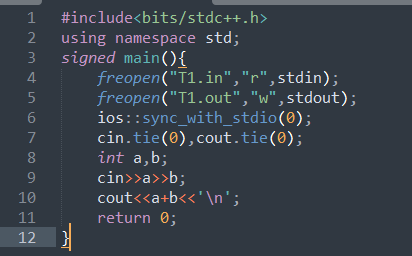 1 #include<bits/stdc++.h>
2 using namespace std;
3 signed main(){
4     freopen("T1.in","r",stdin);
5     freopen("T1.out","w",stdout);
6     ios::sync_with_stdio(0);
7     cin.tie(0),cout.tie(0);
8     int a,b;
9     cin>>a>>b;
10     cout<<a+b<<'\n';
11     return 0;
12 }